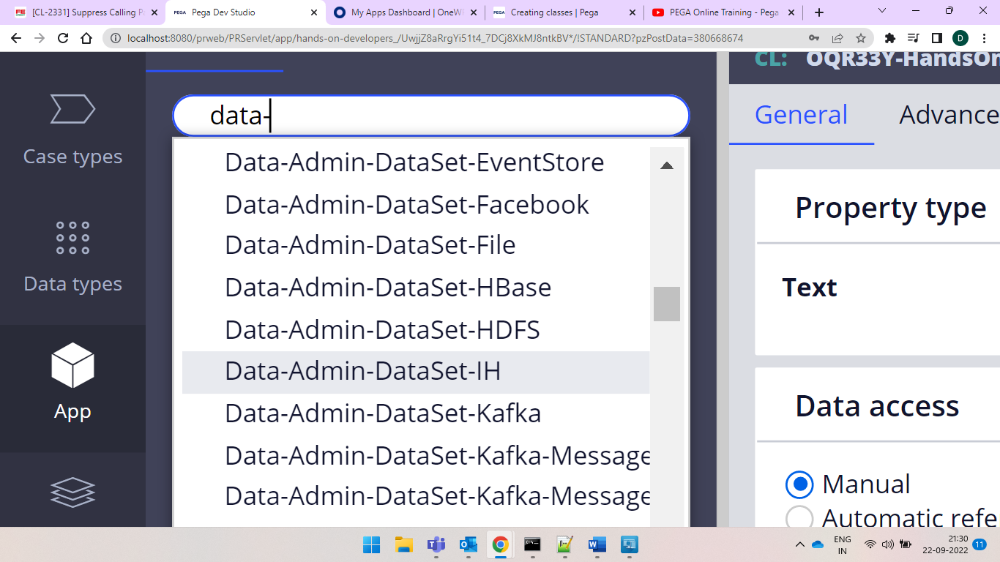 [CL-2331] Suppress Calling Pa
PEGA Pega Dev Studio
My Apps Dashboard | OneWP
PEGA Creating classes | Pega
PEGA Online Training - Pega
localhost:8080/prweb/PRServlet/app/hands-on-developers_/UwjjZ8aRrgYi51t4_7DCj8XkMJ8ntkBV*/!STANDARD?pzPostData=380668674
D
Case types
Data types
App
data-
Data-Admin-DataSet-EventStore
Data-Admin-DataSet-Facebook
Data-Admin-DataSet-File
Data-Admin-DataSet-HBase
Data-Admin-DataSet-HDFS
Data-Admin-DataSet-IH
Data-Admin-DataSet-Kafka
Data-Admin-DataSet-Kafka-Message
Data-Admin-DataSet-Kafka-Message
CL: OQR33Y-HandsOn
General Advance
Property type
Text
Data access
Manual
Automatic refe
ENG
IN
21:30
22-09-2022
11